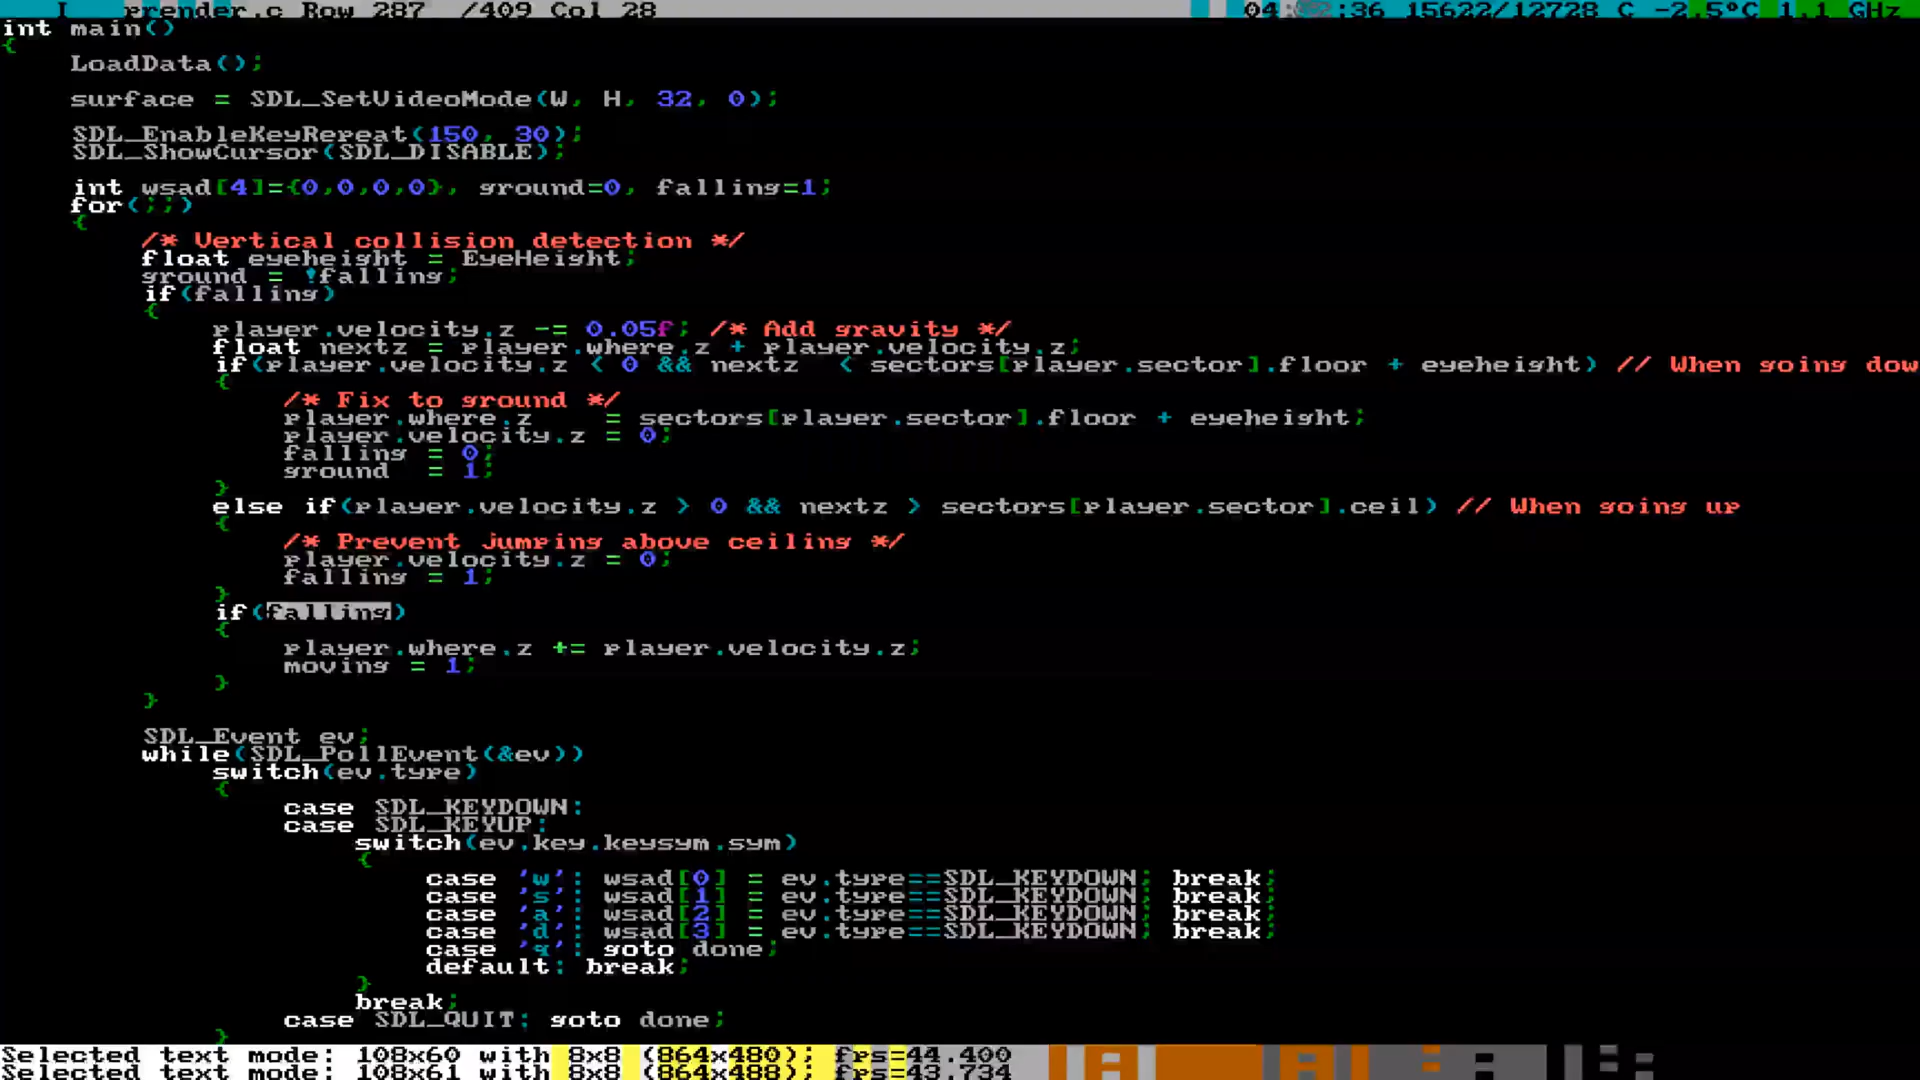 I prender.c Row 287 /409 Col 28 04: :36 15622/12728 C -2.5°C 1.1 GHz
int main()
{
LoadData();
surface = SDL_SetVideoMode(W, H, 32, 0);
SDL_EnableKeyRepeat(150, 30);
SDL_ShowCursor(SDL_DISABLE);
int wsad[4]={0,0,0,0}, ground=0, falling=1;
for(;;)
{
/* Vertical collision detection */
float eyeheight = EyeHeight;
ground = !falling;
if(falling)
{
player.velocity.z -= 0.05f; /* Add gravity */
float nextz = player.where.z + player.velocity.z;
if(player.velocity.z < 0 && nextz < sectors[player.sector].floor + eyeheight) // When going dow
{
/* Fix to ground */
player.where.z = sectors[player.sector].floor + eyeheight;
player.velocity.z = 0;
falling = 0;
ground = 1;
}
else if(player.velocity.z > 0 && nextz > sectors[player.sector].ceil) // When going up
{
/* Prevent jumping above ceiling */
player.velocity.z = 0;
falling = 1;
}
if(falling)
{
player.where.z += player.velocity.z;
moving = 1;
}
}
SDL_Event ev;
while(SDL_PollEvent(&ev))
switch(ev.type)
{
case SDL_KEYDOWN:
case SDL_KEYUP:
switch(ev.key.keysym.sym)
{
case 'w': wsad[0] = ev.type==SDL_KEYDOWN; break;
case 's': wsad[1] = ev.type==SDL_KEYDOWN; break;
case 'a': wsad[2] = ev.type==SDL_KEYDOWN; break;
case 'd': wsad[3] = ev.type==SDL_KEYDOWN; break;
case 'q': goto done;
default: break;
}
break;
case SDL_QUIT: goto done;
}
Selected text mode: 108x60 with 8x8 (864x480); fps=44.400
Selected text mode: 108x61 with 8x8 (864x488); fps=43.734